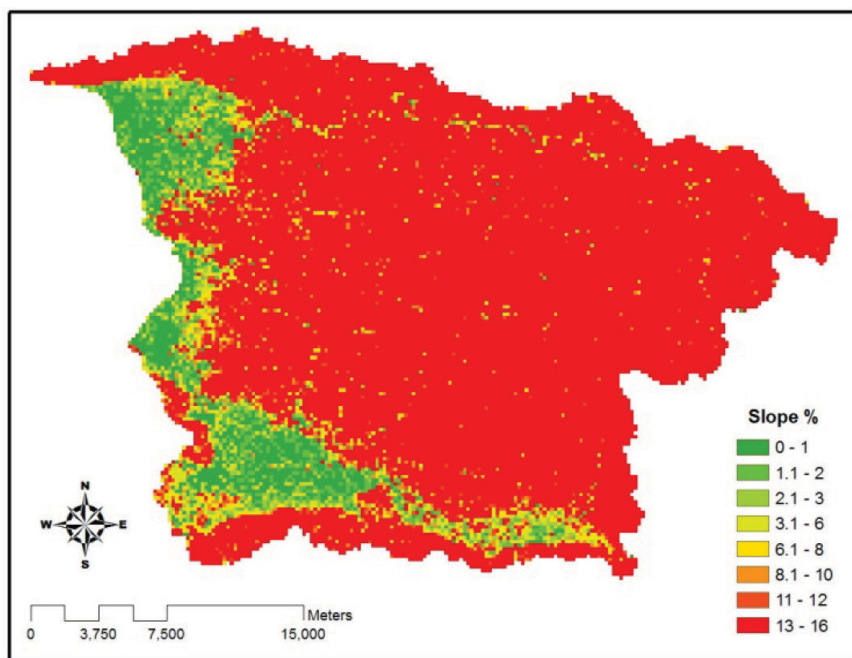 Slope %
0 - 1
1.1 - 2
2.1 - 3
3.1 - 6
6.1 - 8
8.1 - 10
11 - 12
13 - 16
N
W E
S
Meters
0 3,750 7,500 15,000